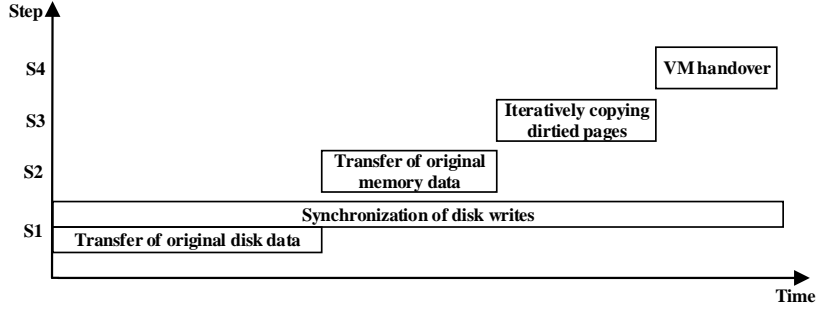 Step
S4
VM handover
S3
Iteratively copying
dirtied pages
S2
Transfer of original
memory data
Synchronization of disk writes
S1
Transfer of original disk data
Time